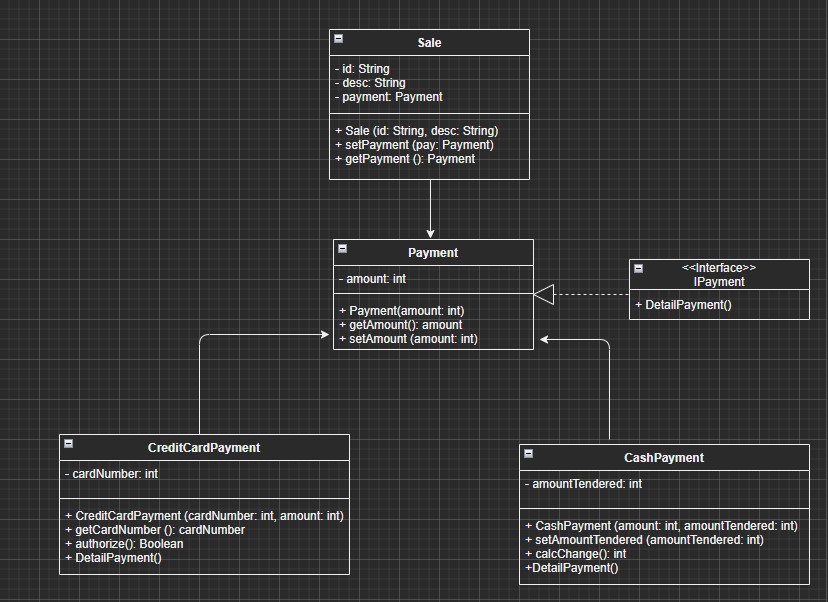 Sale
- id: String
- desc: String
- payment: Payment
+ Sale (id: String, desc: String)
+ setPayment (pay: Payment)
+ getPayment (): Payment
Payment
- amount: int
+ Payment(amount: int)
+ getAmount(): amount
+ setAmount (amount: int)
<<Interface>>
IPayment
+ DetailPayment()
CreditCardPayment
- cardNumber: int
+ CreditCardPayment (cardNumber: int, amount: int)
+ getCardNumber (): cardNumber
+ authorize(): Boolean
+ DetailPayment()
CashPayment
- amountTendered: int
+ CashPayment (amount: int, amountTendered: int)
+ setAmountTendered (amountTendered: int)
+ calcChange(): int
+DetailPayment()